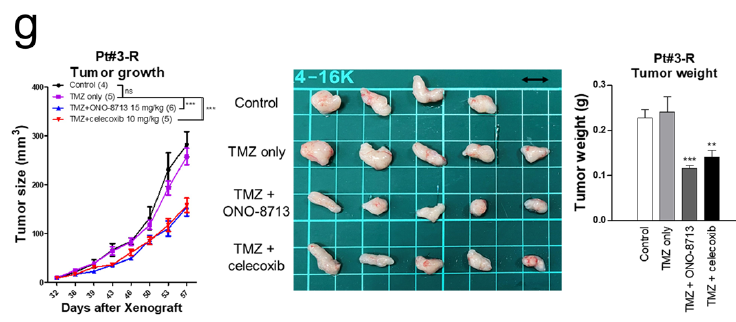 g
Pt#3-R
Tumor growth
Control (4)
TMZ only (5)
TMZ+ONO-8713 15 mg/kg (6)
TMZ+celecoxib 10 mg/kg (5)
ns
***
***
Tumor size (mm³)
400
300
200
100
0
32 36 39 43 46 50 53 57
Days after Xenograft
4-16K
Control
TMZ only
TMZ +
ONO-8713
TMZ +
celecoxib
Pt#3-R
Tumor weight
Tumor weight (g)
0.3
0.2
0.1
0.0
***
**
Control
TMZ only
TMZ + ONO-8713
TMZ + celecoxib